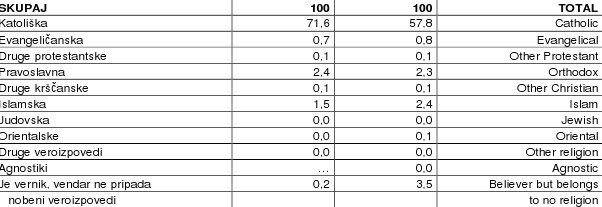 SKUPAJ 100 100 TOTAL
Katoliška 71,6 57,8 Catholic
Evangeličanska 0,7 0,8 Evangelical
Druge protestantske 0,1 0,1 Other Protestant
Pravoslavna 2,4 2,3 Orthodox
Druge krščanske 0,1 0,1 Other Christian
Islamska 1,5 2,4 Islam
Judovska 0,0 0,0 Jewish
Orientalske 0,0 0,1 Oriental
Druge veroizpovedi 0,0 0,0 Other religion
Agnostiki ... 0,0 Agnostic
Je vernik, vendar ne pripada 0,2 3,5 Believer but belongs
nobeni veroizpovedi to no religion